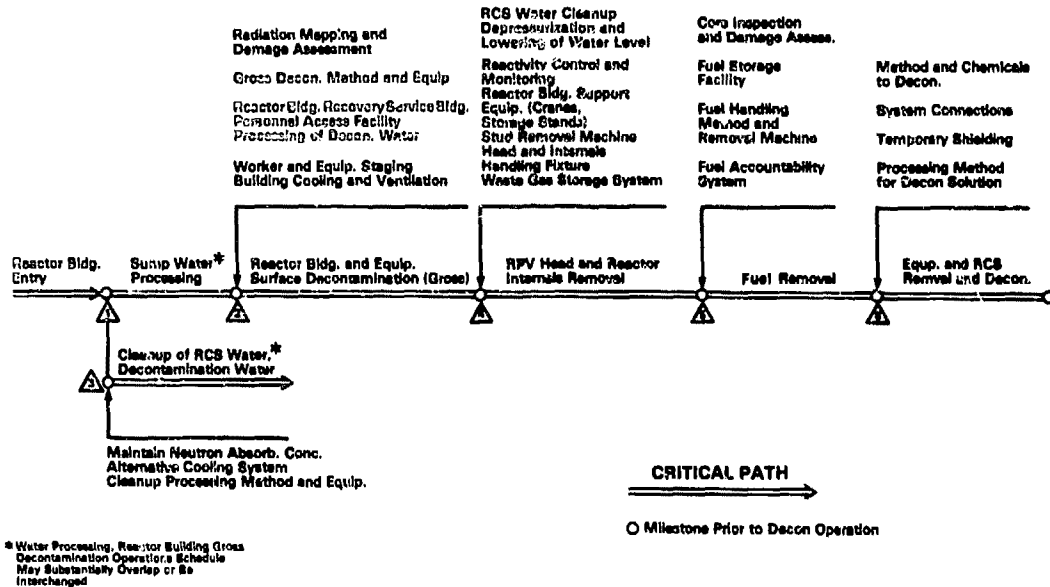 Radiation Mapping and
Damage Assessment
Gross Decon. Method and Equip
Reactor Bldg. Recovery Service Bldg.
Personnel Access Facility
Processing of Decon. Water
Worker and Equip. Staging
Building Cooling and Ventilation
RCS Water Cleanup
Depressurization and
Lowering of Water Level
Reactivity Control and
Monitoring
Reactor Bldg. Support
Equip. (Cranes,
Storage Stands)
Stud Removal Machine
Head and Internals
Handling Fixture
Waste Gas Storage System
Core Inspection
and Damage Assess.
Fuel Storage
Facility
Fuel Handling
Method and
Removal Machine
Fuel Accountability
System
Method and Chemicals
to Decon.
System Connections
Temporary Shielding
Processing Method
for Decon Solution
Reactor Bldg.
Entry
Sump Water*
Processing
Reactor Bldg. and Equip.
Surface Decontamination (Gross)
RPV Head and Reactor
Internals Removal
Fuel Removal
Equp. and RCS
Remval and Decon.
1
2
4
5
Cleanup of RCS Water,*
Decontamination Water
3
Maintain Neutron Absorb. Conc.
Alternative Cooling System
Cleanup Processing Method and Equip.
CRITICAL PATH
Milestone Prior to Decon Operation
* Water Processing, Reactor Building Gross
Decontamination Operations Schedule
May Substantially Overlap or Be
Interchanged